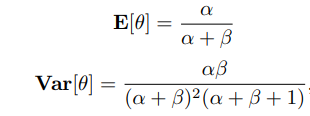 E[θ] = α / (α + β)
Var[θ] = αβ / ((α + β)²(α + β + 1)),